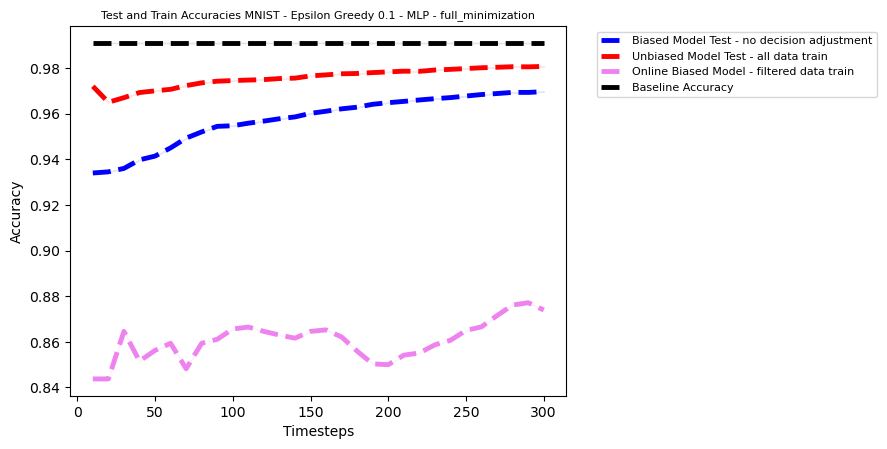 Test and Train Accuracies MNIST - Epsilon Greedy 0.1 - MLP - full_minimization
Biased Model Test - no decision adjustment
Unbiased Model Test - all data train
Online Biased Model - filtered data train
Baseline Accuracy
Accuracy
0.98
0.96
0.94
0.92
0.90
0.88
0.86
0.84
0
50
100
150
200
250
300
Timesteps